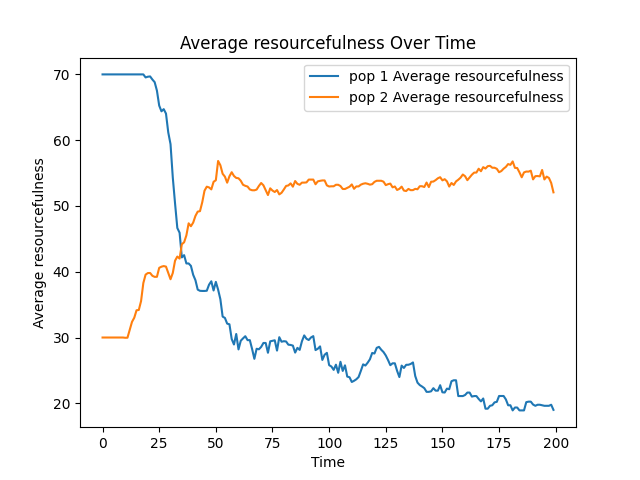 Average resourcefulness Over Time
pop 1 Average resourcefulness
pop 2 Average resourcefulness
Average resourcefulness
70
60
50
40
30
20
0 25 50 75 100 125 150 175 200
Time